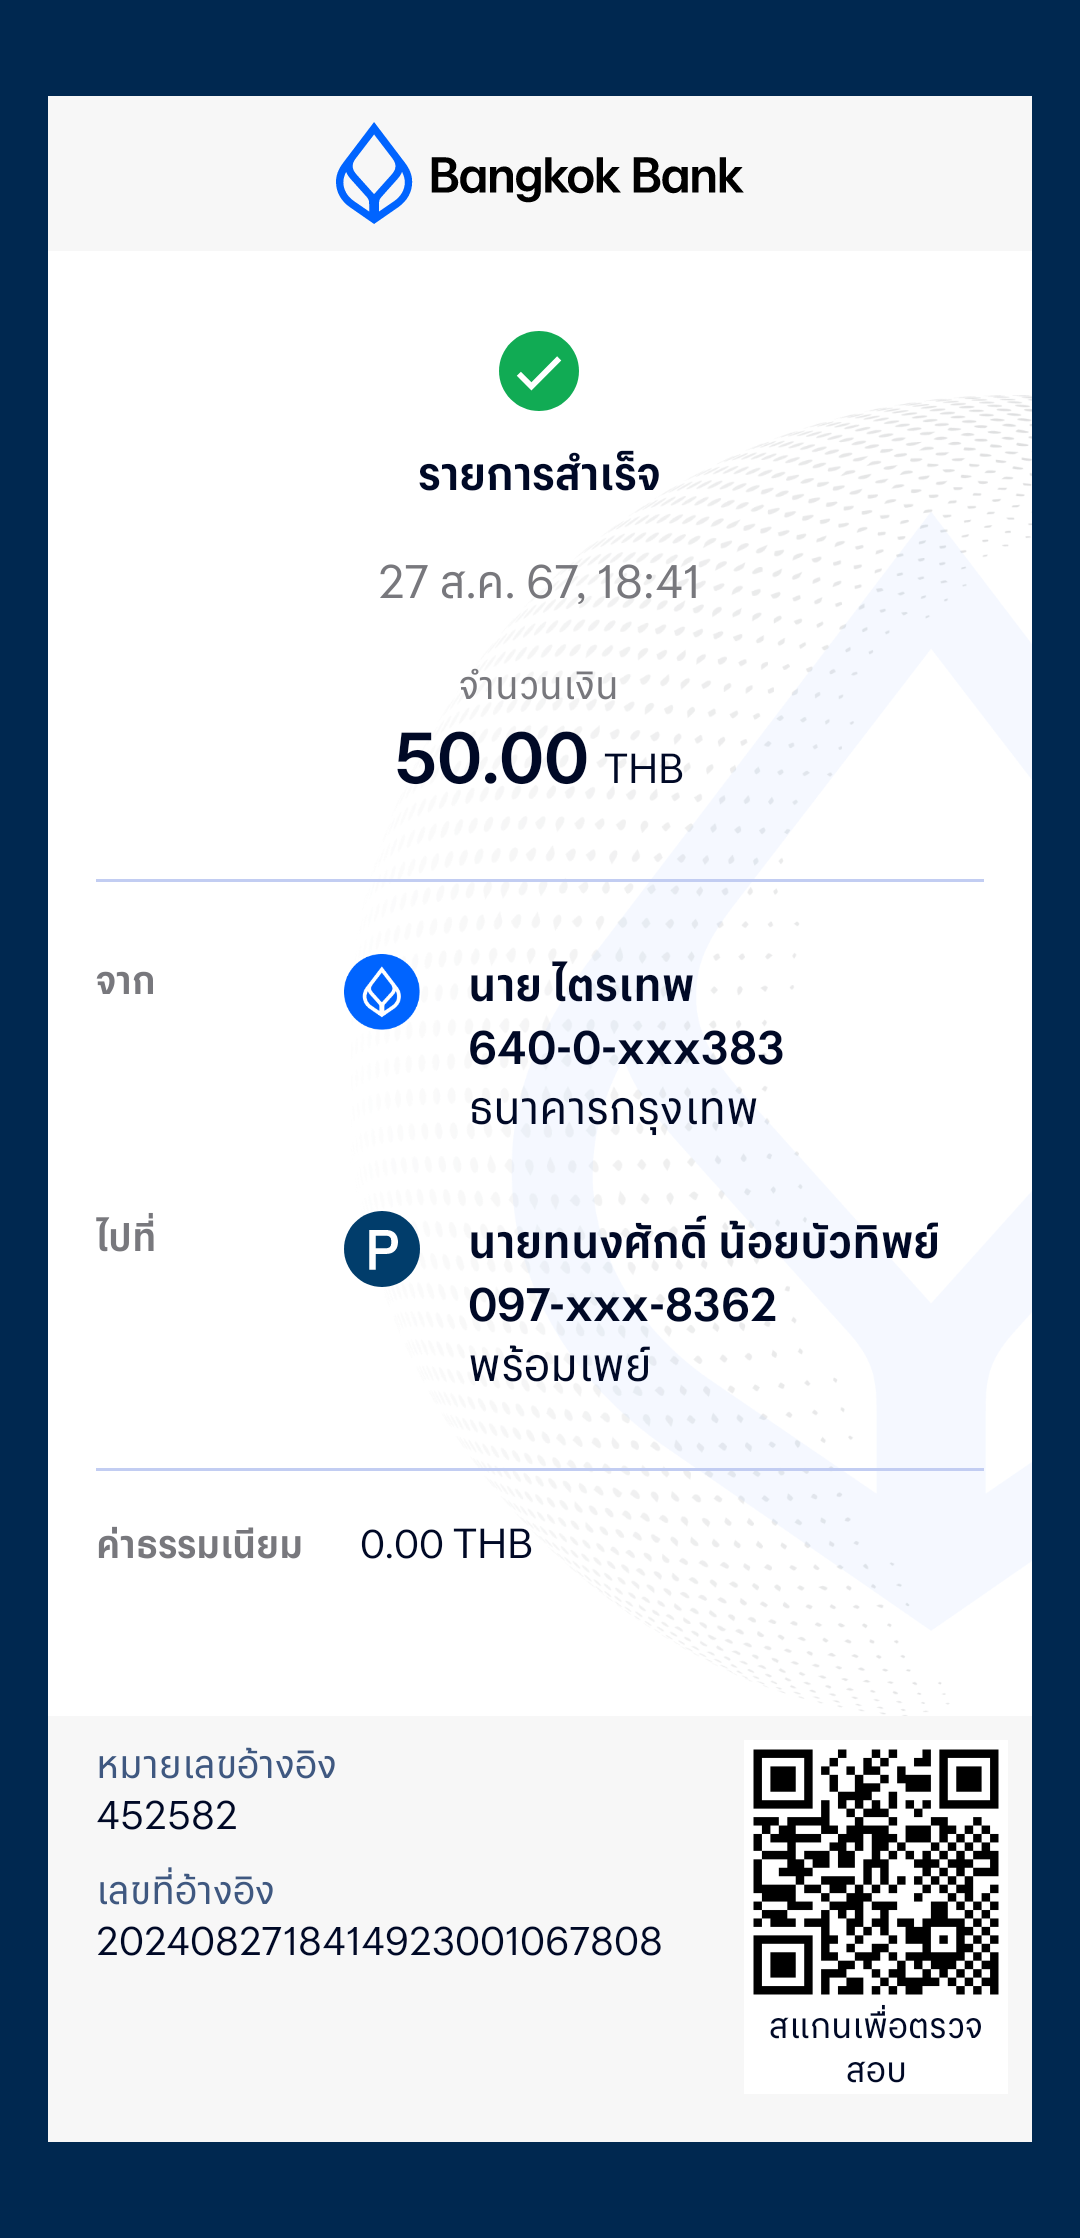 Bangkok Bank
รายการสำเร็จ
27 ส.ค. 67, 18:41
จำนวนเงิน
50.00 THB
จาก
นาย ไตรเทพ
640-0-xxx383
ธนาคารกรุงเทพ
ไปที่
P
นายทนงศักดิ์ น้อยบัวทิพย์
097-xxx-8362
พร้อมเพย์
ค่าธรรมเนียม 0.00 THB
หมายเลขอ้างอิง
452582
เลขที่อ้างอิง
2024082718414923001067808
สแกนเพื่อตรวจ
สอบ